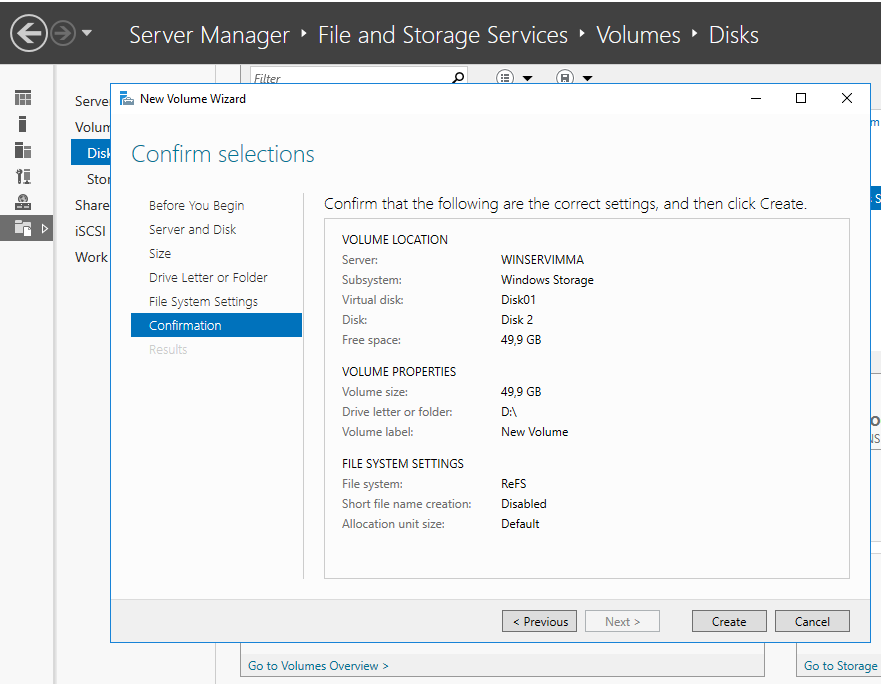 Server Manager ‣ File and Storage Services ‣ Volumes ‣ Disks
Filter
Serve
Volum
Disk
Stor
Share
iSCSI
Work
New Volume Wizard
Confirm selections
Before You Begin
Server and Disk
Size
Drive Letter or Folder
File System Settings
Confirmation
Results
Confirm that the following are the correct settings, and then click Create.
VOLUME LOCATION
Server: WINSERVIMMA
Subsystem: Windows Storage
Virtual disk: Disk01
Disk: Disk 2
Free space: 49,9 GB
VOLUME PROPERTIES
Volume size: 49,9 GB
Drive letter or folder: D:\
Volume label: New Volume
FILE SYSTEM SETTINGS
File system: ReFS
Short file name creation: Disabled
Allocation unit size: Default
< Previous
Next >
Create
Cancel
Go to Volumes Overview >
Go to Storage